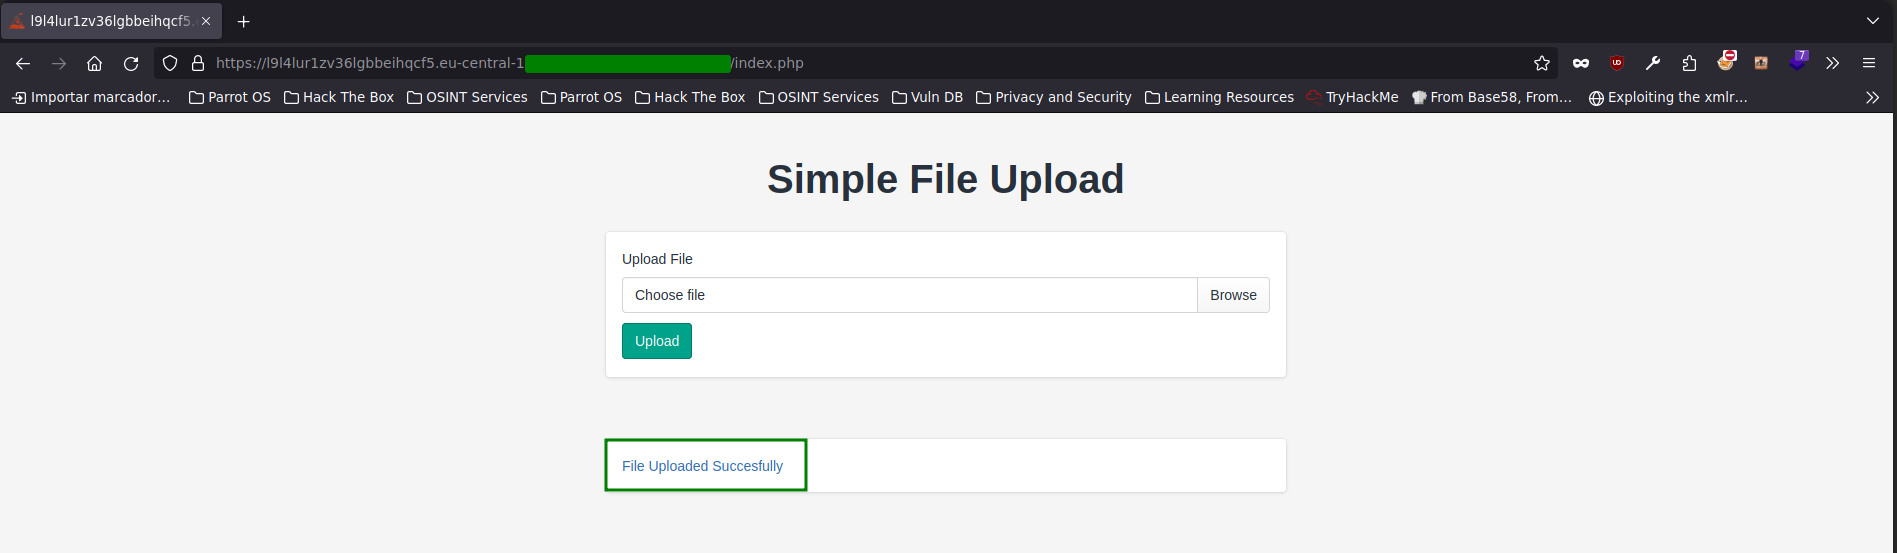 l9l4lur1zv36lgbbeihqcf5.
https://l9l4lur1zv36lgbbeihqcf5.eu-central-1 /index.php
UD
7
Importar marcador… Parrot OS Hack The Box OSINT Services Parrot OS Hack The Box OSINT Services Vuln DB Privacy and Security Learning Resources TryHackMe From Base58, From… Exploiting the xmlr…
Simple File Upload
Upload File
Choose file Browse
Upload
File Uploaded Succesfully